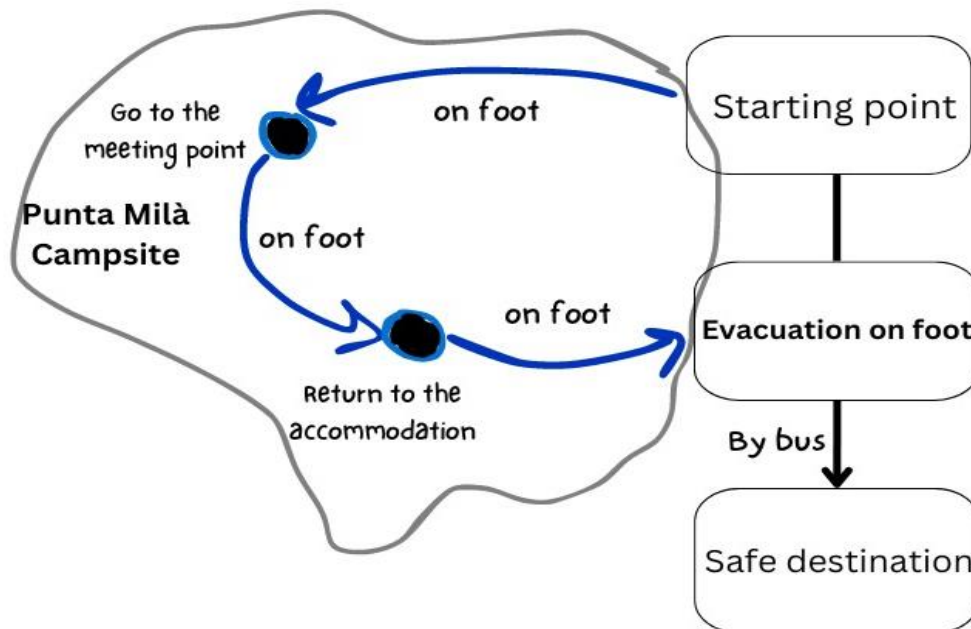 Starting point
on foot
Go to the
meeting point
Punta Milà
Campsite
on foot
on foot
Evacuation on foot
Return to the
accommodation
By bus
Safe destination